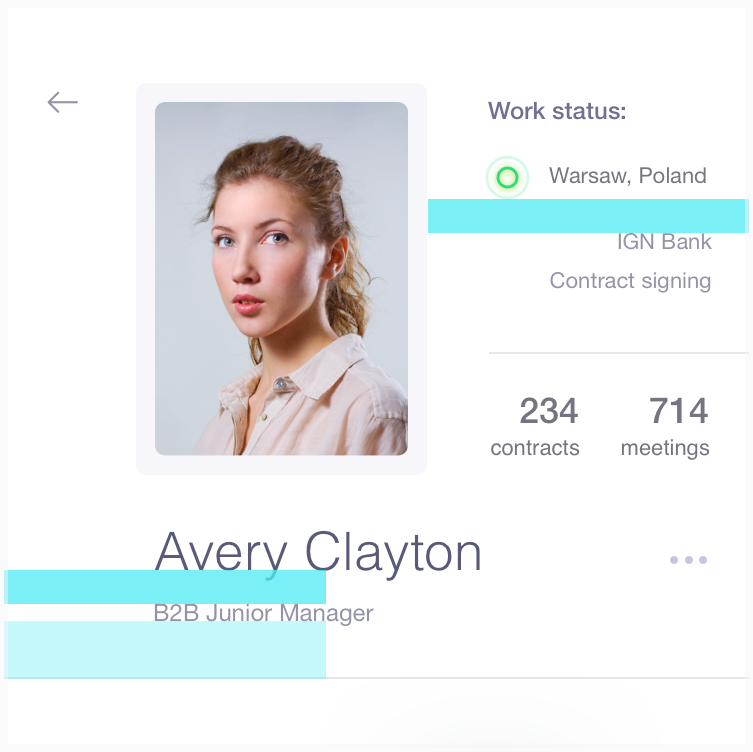 Work status:
Warsaw, Poland
IGN Bank
Contract signing
234
contracts
714
meetings
Avery Clayton
B2B Junior Manager